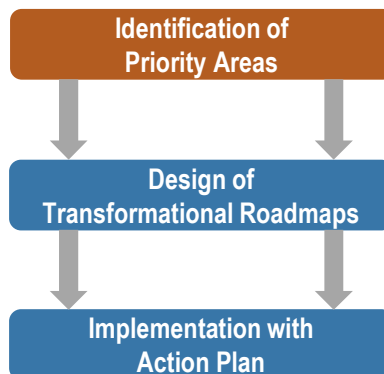 Identification of
Priority Areas
Design of
Transformational Roadmaps
Implementation with
Action Plan